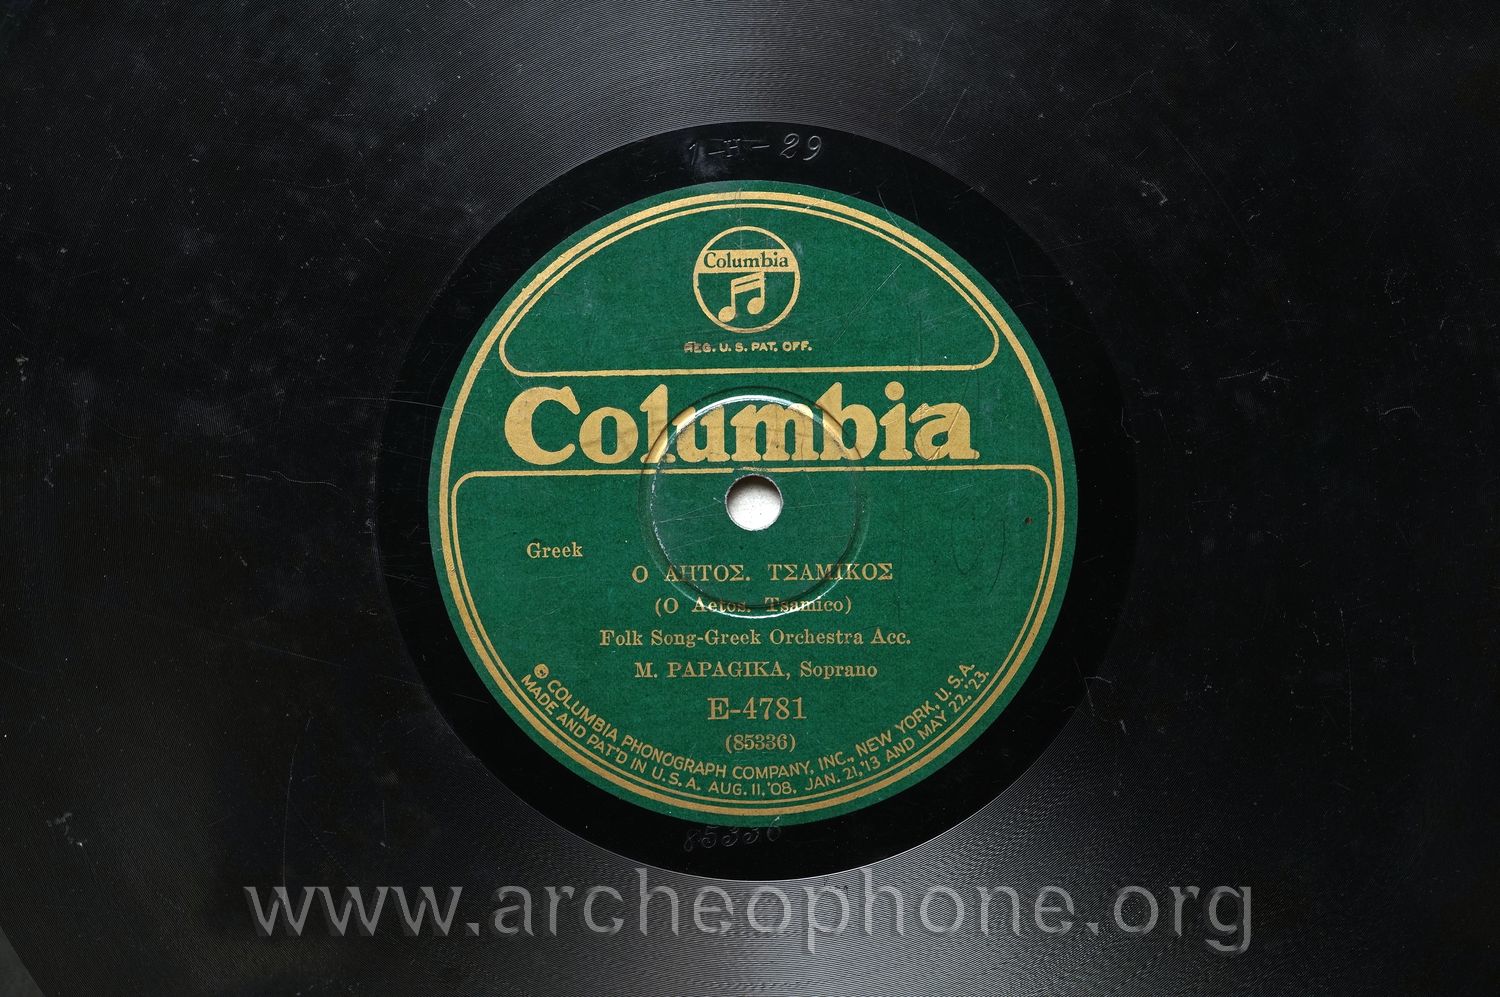 1-H-29
Columbia
REG. U. S. PAT. OFF.
Columbia
Greek
Ο ΑΗΤΟΣ. ΤΣΑΜΙΚΟΣ
(O Aetos. Tsamico)
Folk Song-Greek Orchestra Acc.
M. PAPAGIKA, Soprano
E-4781
(85336)
© COLUMBIA PHONOGRAPH COMPANY, INC., NEW YORK, U. S. A.
MADE AND PAT'D IN U. S. A. AUG. 11, '08. JAN. 21, '13 AND MAY 22, '23.
85336
www.archeophone.org